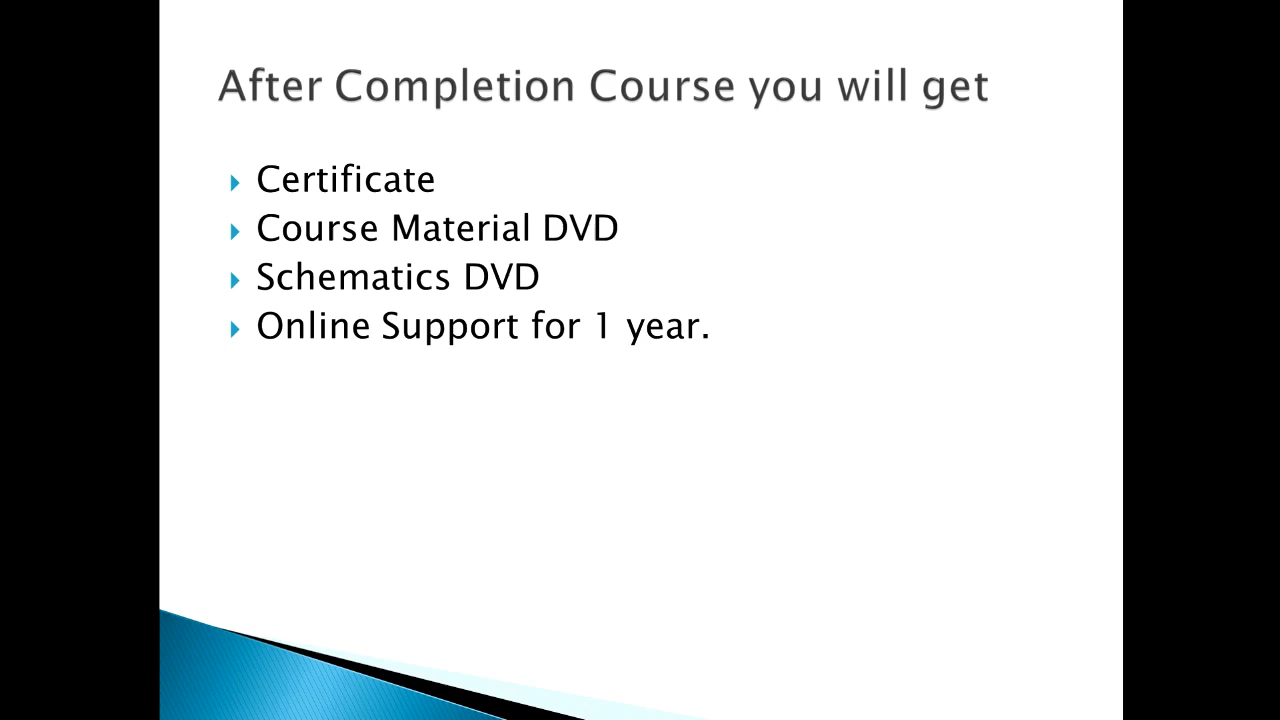 After Completion Course you will get
Certificate
Course Material DVD
Schematics DVD
Online Support for 1 year.